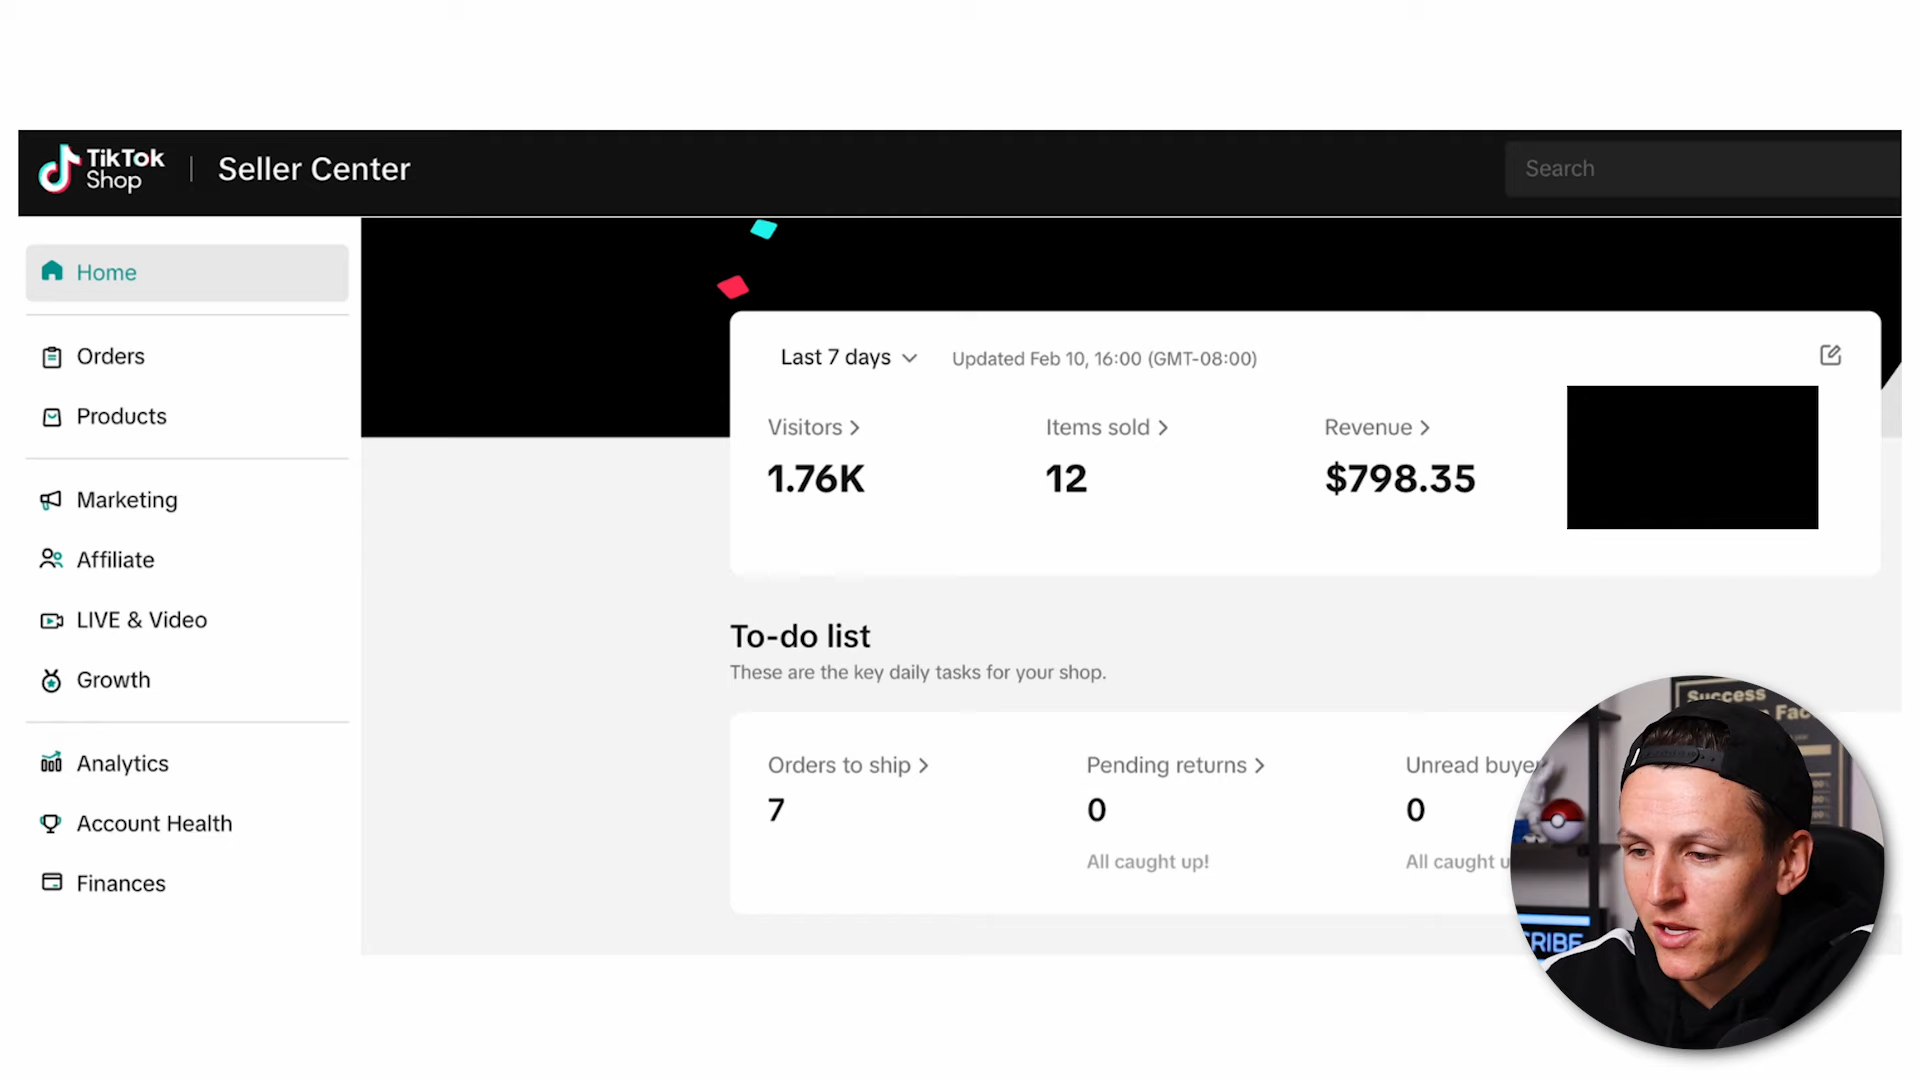 TikTok
Shop
Seller Center
Search
Home
Orders
Products
Marketing
Affiliate
LIVE & Video
Growth
Analytics
Account Health
Finances
Last 7 days
Updated Feb 10, 16:00 (GMT-08:00)
Visitors
Items sold
Revenue
1.76K
12
$798.35
To-do list
These are the key daily tasks for your shop.
Orders to ship
Pending returns
Unread buyer
7
0
0
All caught up!
All caught u
Success
Fac
CRIBE